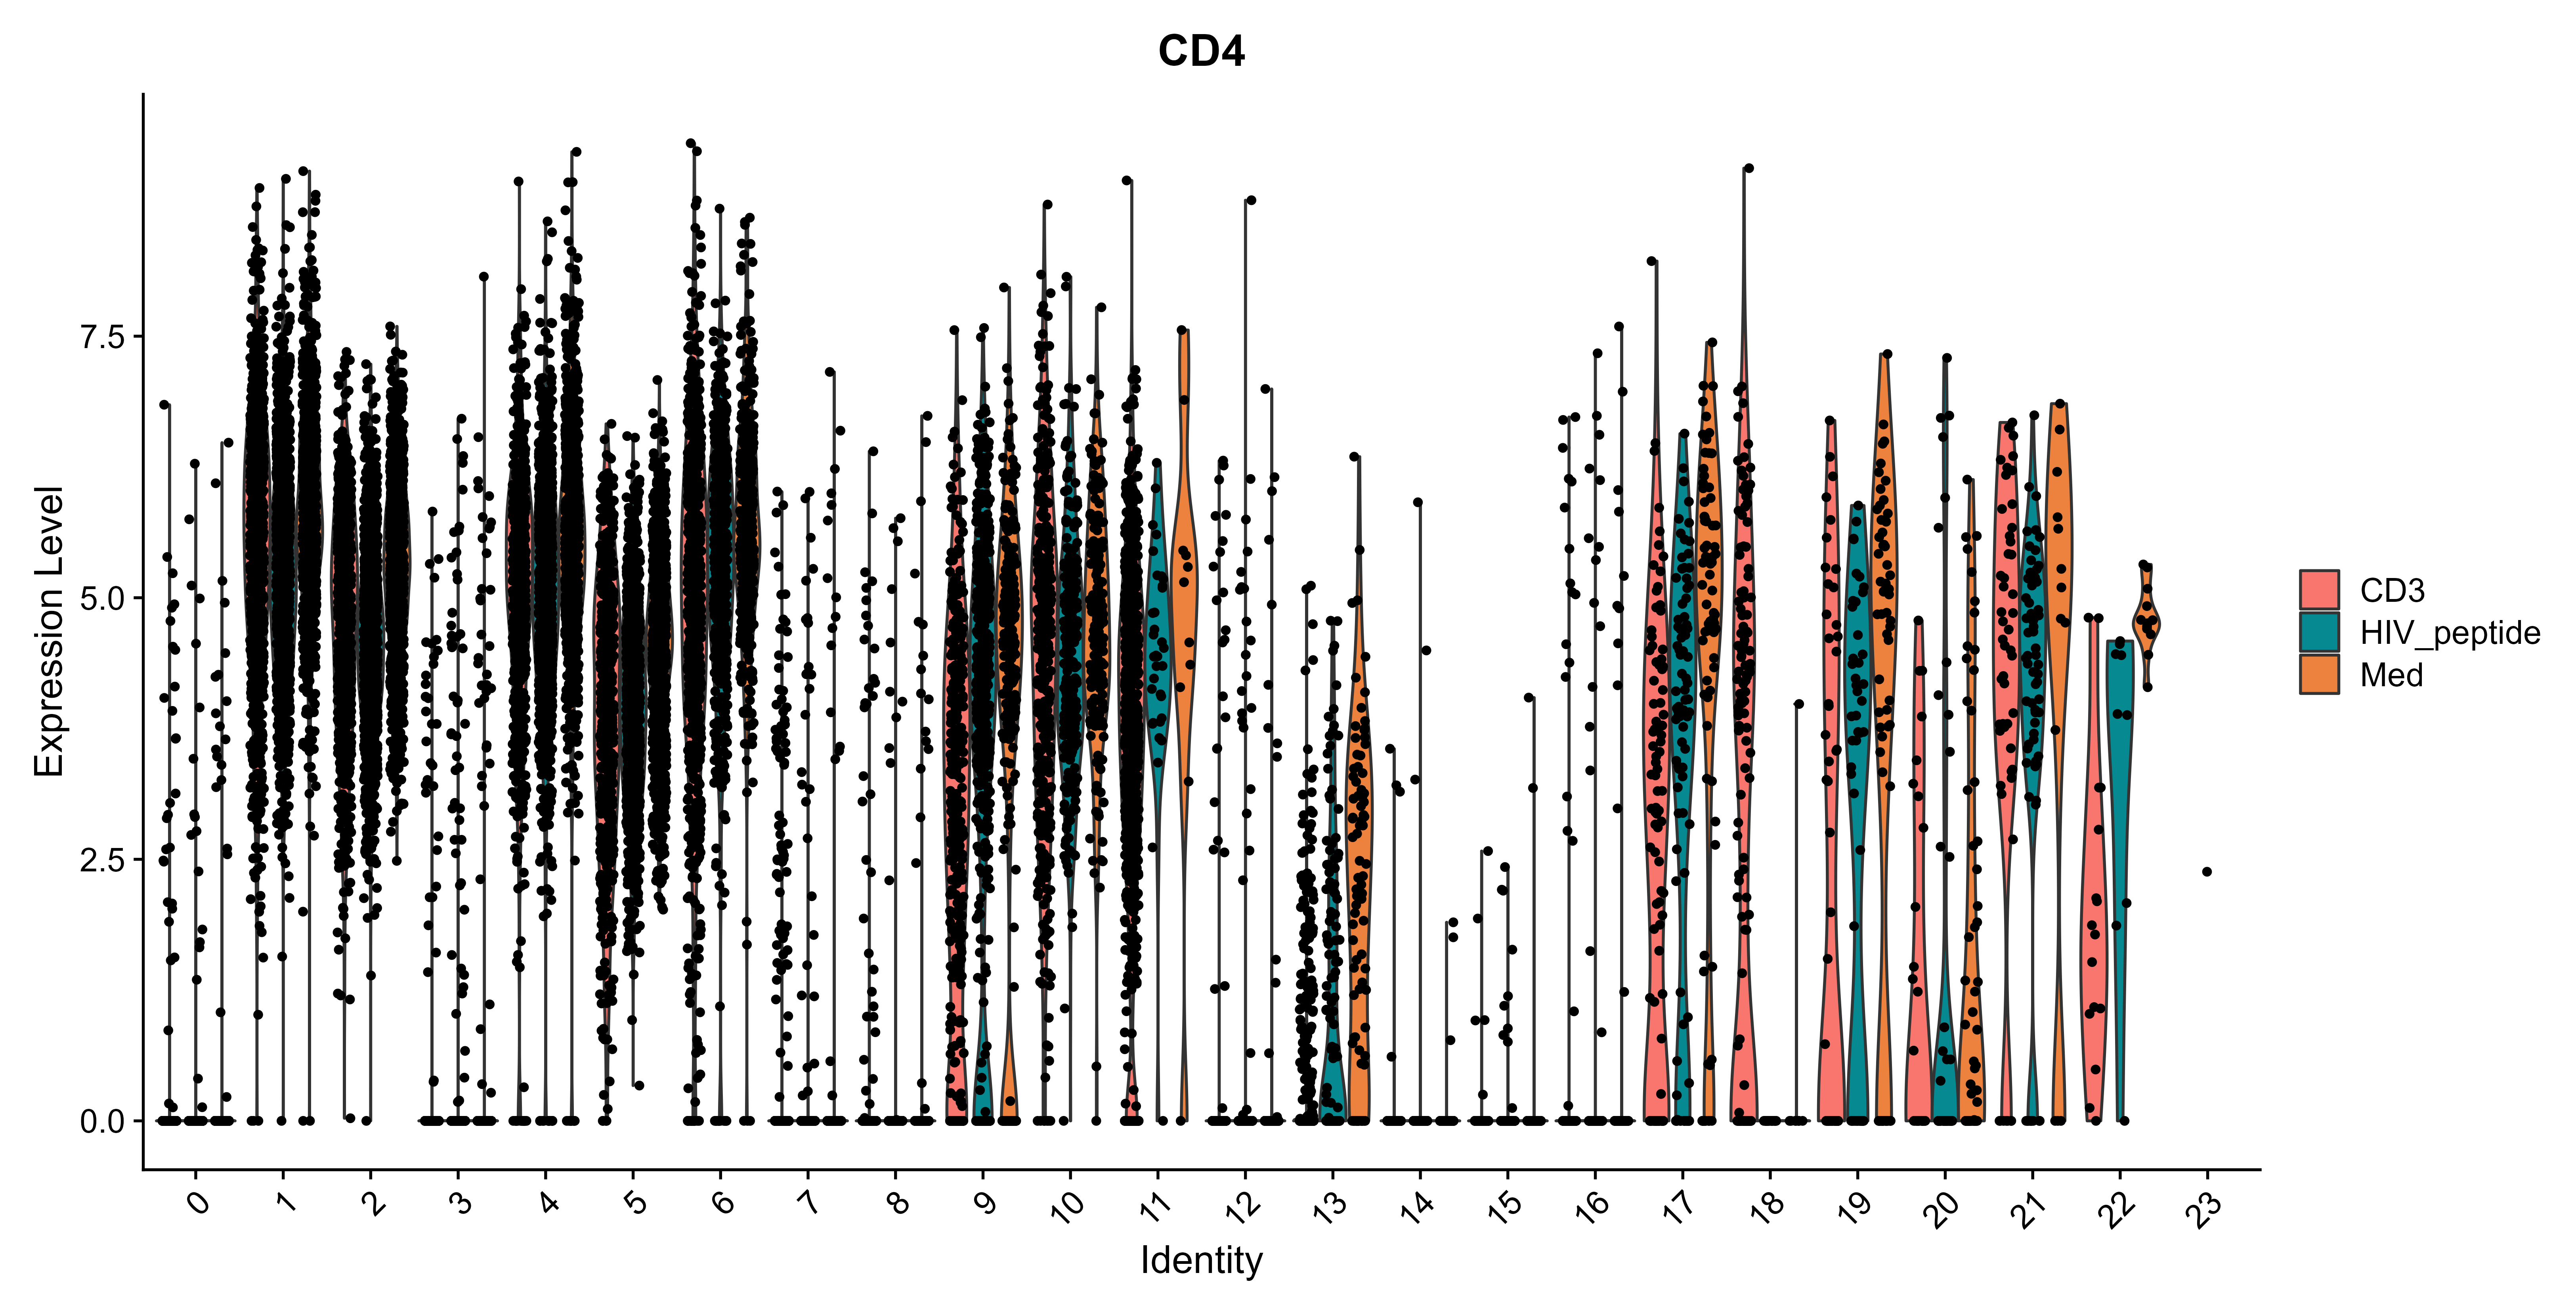 CD4
Expression Level
7.5
5.0
2.5
0.0
0 1 2 3 4 5 6 7 8 9 10 11 12 13 14 15 16 17 18 19 20 21 22 23
Identity
CD3
HIV_peptide
Med